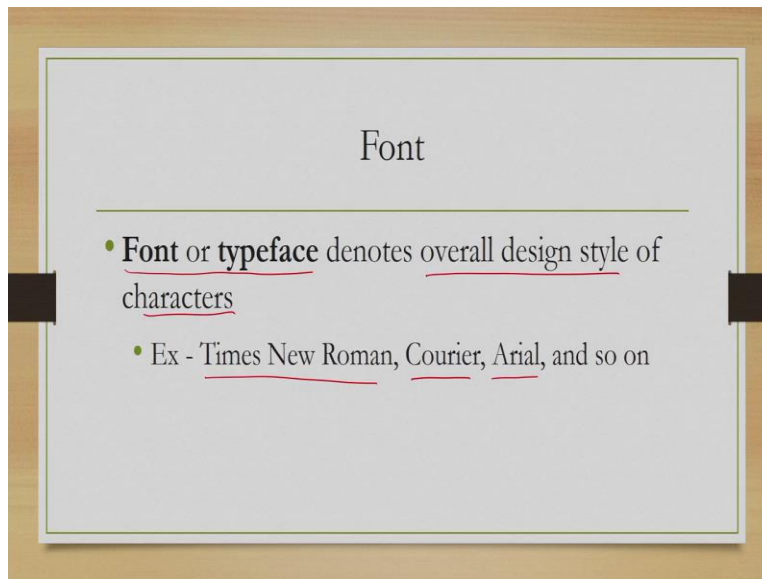 Font
• Font or typeface denotes overall design style of
characters
• Ex - Times New Roman, Courier, Arial, and so on